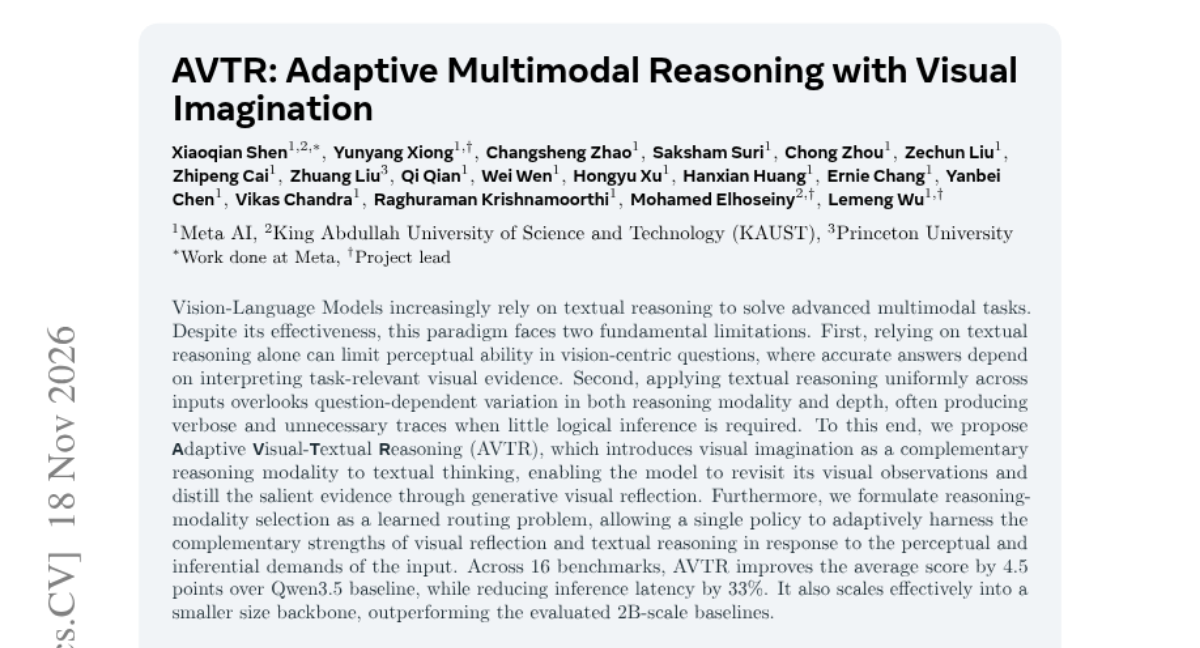 AVTR: Adaptive Multimodal Reasoning with Visual
Imagination
Xiaoqian Shen1,2,*, Yunyang Xiong1,†, Changsheng Zhao1, Saksham Suri1, Chong Zhou1, Zechun Liu1,
Zhipeng Cai1, Zhuang Liu3, Qi Qian1, Wei Wen1, Hongyu Xu1, Hanxian Huang1, Ernie Chang1, Yanbei
Chen1, Vikas Chandra1, Raghuraman Krishnamoorthi1, Mohamed Elhoseiny2,†, Lemeng Wu1,†
1Meta AI, 2King Abdullah University of Science and Technology (KAUST), 3Princeton University
*Work done at Meta, †Project lead
Vision-Language Models increasingly rely on textual reasoning to solve advanced multimodal tasks.
Despite its effectiveness, this paradigm faces two fundamental limitations. First, relying on textual
reasoning alone can limit perceptual ability in vision-centric questions, where accurate answers depend
on interpreting task-relevant visual evidence. Second, applying textual reasoning uniformly across
inputs overlooks question-dependent variation in both reasoning modality and depth, often producing
verbose and unnecessary traces when little logical inference is required. To this end, we propose
Adaptive Visual-Textual Reasoning (AVTR), which introduces visual imagination as a complementary
reasoning modality to textual thinking, enabling the model to revisit its visual observations and
distill the salient evidence through generative visual reflection. Furthermore, we formulate reasoning-
modality selection as a learned routing problem, allowing a single policy to adaptively harness the
complementary strengths of visual reflection and textual reasoning in response to the perceptual and
inferential demands of the input. Across 16 benchmarks, AVTR improves the average score by 4.5
points over Qwen3.5 baseline, while reducing inference latency by 33%. It also scales effectively into a
smaller size backbone, outperforming the evaluated 2B-scale baselines.
cs.CV] 18 Nov 2026